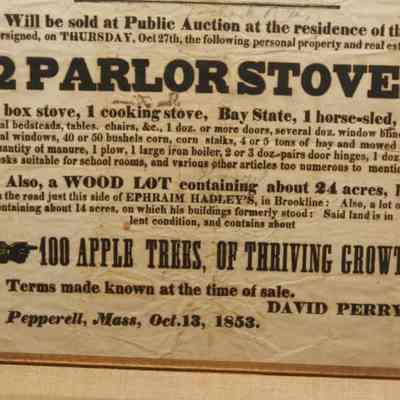 Will be sold at Public Auction at the residence of th
rsigned, on THURSDAY, Oct 27th, the following personal property and real est
2 PARLOR STOVE
box stove, 1 cooking stove, Bay State, 1 horse-sled,
al bedsteads, tables, chairs, &c., 1 doz. or more doors, several doz. window blin
al windows, 40 or 50 bushels corn, corn stalks, 4 or 5 tons of hay and mowed
uantity of manure, 1 plow, 1 large iron boiler, 2 or 3 doz. pairs door hinges, 1 doz.
esks suitable for school rooms, and various other articles too numerous to mentio
Also, a WOOD LOT containing about 24 acres,
the road just this side of EPHRAIM HADLEY'S, in Brookline: Also, a lot o
ntaining about 14 acres, on which his buildings formerly stood: Said land is in
lent condition, and contains about
400 APPLE TREES, OF THRIVING GROWT
Terms made known at the time of sale.
DAVID PERRY
Pepperell, Mass, Oct. 13, 1853.